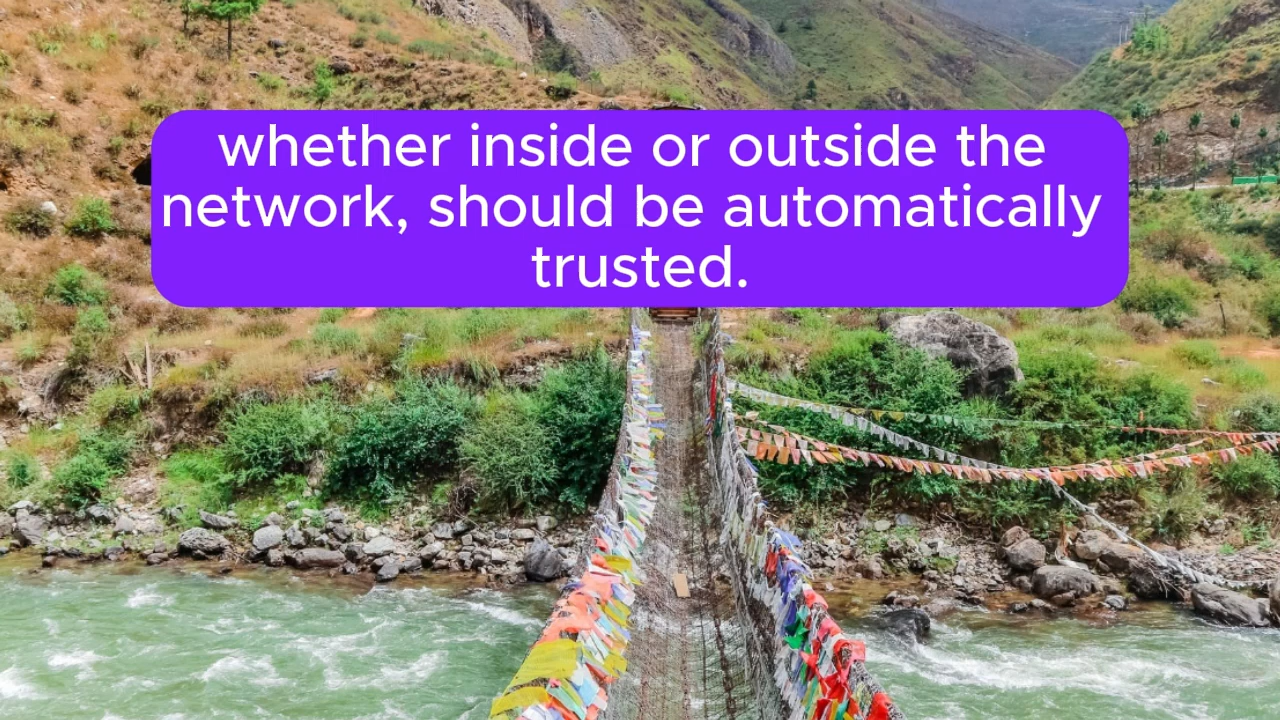 whether inside or outside the
network, should be automatically
trusted.